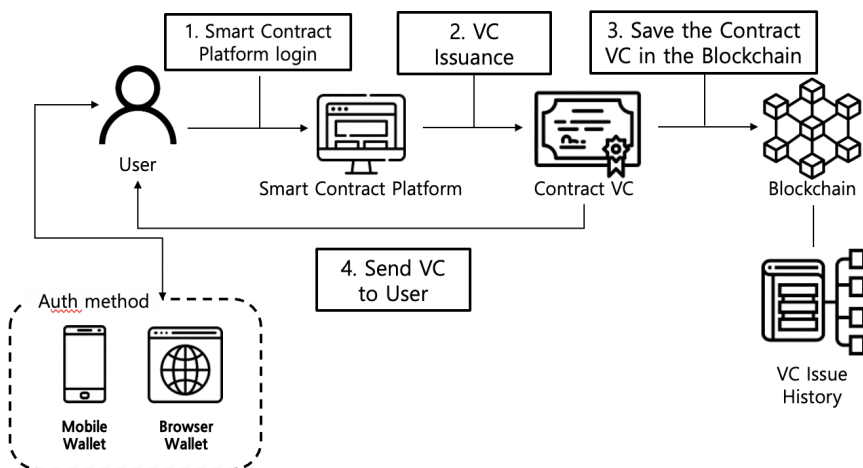 1. Smart Contract
Platform login
2. VC
Issuance
3. Save the Contract
VC in the Blockchain
User
Smart Contract Platform
Contract VC
Blockchain
4. Send VC
to User
Auth method
Mobile
Wallet
Browser
Wallet
VC Issue
History